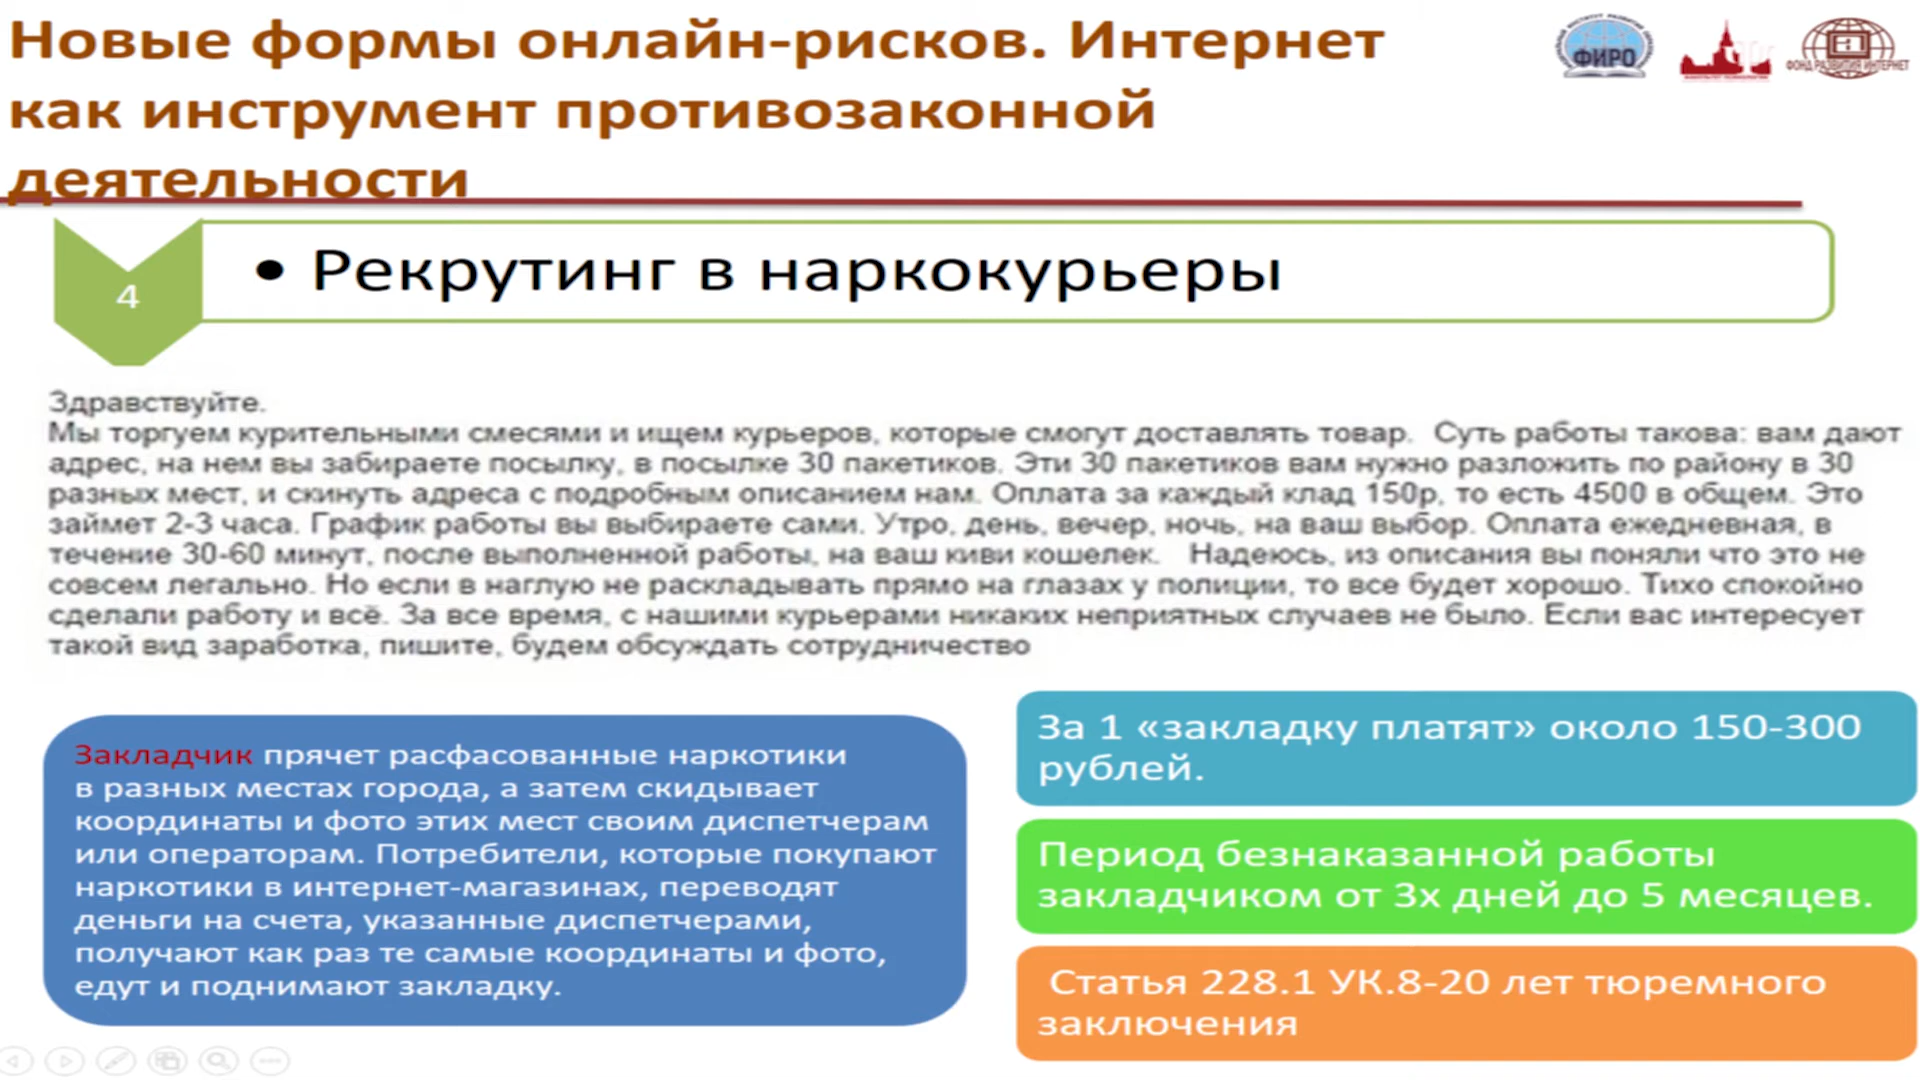 Новые формы онлайн-рисков. Интернет
как инструмент противозаконной
деятельности
ФИРО
ФОНД РАЗВИТИЯ ИНТЕРНЕТ
4
• Рекрутинг в наркокурьеры
Здравствуйте.
Мы торгуем курительными смесями и ищем курьеров, которые смогут доставлять товар. Суть работы такова: вам дают
адрес, на нем вы забираете посылку, в посылке 30 пакетиков. Эти 30 пакетиков вам нужно разложить по району в 30
разных мест, и скинуть адреса с подробным описанием нам. Оплата за каждый клад 150р, то есть 4500 в общем. Это
займет 2-3 часа. График работы вы выбираете сами. Утро, день, вечер, ночь, на ваш выбор. Оплата ежедневная, в
течение 30-60 минут, после выполненной работы, на ваш киви кошелек. Надеюсь, из описания вы поняли что это не
совсем легально. Но если в наглую не раскладывать прямо на глазах у полиции, то все будет хорошо. Тихо спокойно
сделали работу и всё. За все время, с нашими курьерами никаких неприятных случаев не было. Если вас интересует
такой вид заработка, пишите, будем обсуждать сотрудничество
Закладчик прячет расфасованные наркотики
в разных местах города, а затем скидывает
координаты и фото этих мест своим диспетчерам
или операторам. Потребители, которые покупают
наркотики в интернет-магазинах, переводят
деньги на счета, указанные диспетчерами,
получают как раз те самые координаты и фото,
едут и поднимают закладку.
За 1 «закладку платят» около 150-300
рублей.
Период безнаказанной работы
закладчиком от 3х дней до 5 месяцев.
Статья 228.1 УК.8-20 лет тюремного
заключения